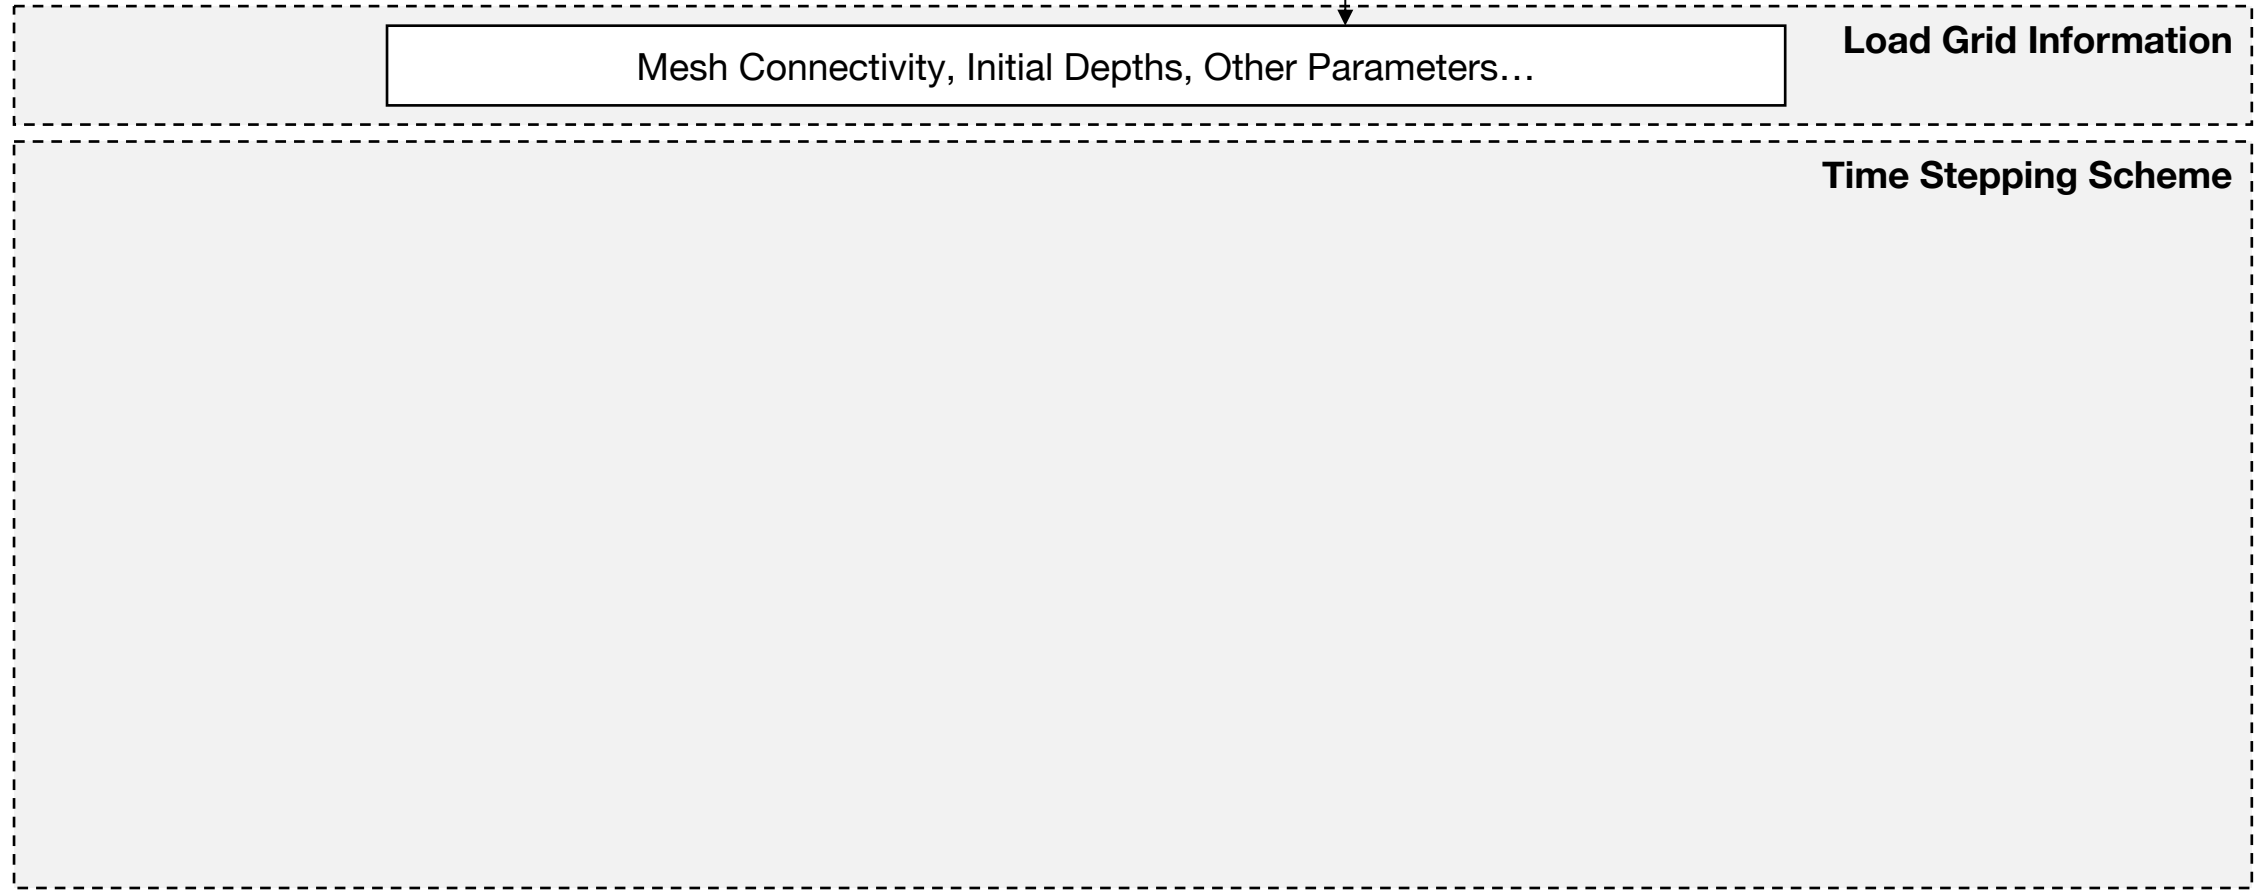 Load Grid Information
Mesh Connectivity, Initial Depths, Other Parameters…
Time Stepping Scheme